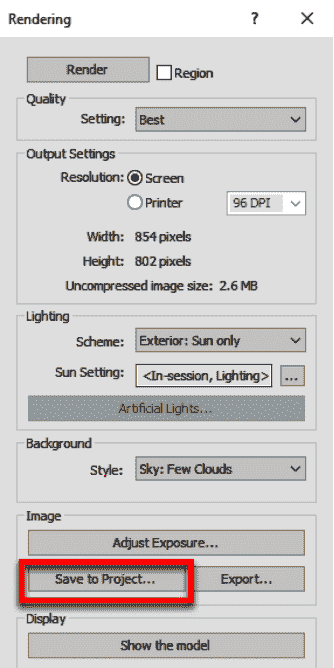 Rendering ? ×
Render Region
Quality
Setting: Best
Output Settings
Resolution: Screen
Printer 96 DPI
Width: 854 pixels
Height: 802 pixels
Uncompressed image size: 2.6 MB
Lighting
Scheme: Exterior: Sun only
Sun Setting: <In-session, Lighting> ...
Artificial Lights...
Background
Style: Sky: Few Clouds
Image
Adjust Exposure...
Save to Project... Export...
Display
Show the model